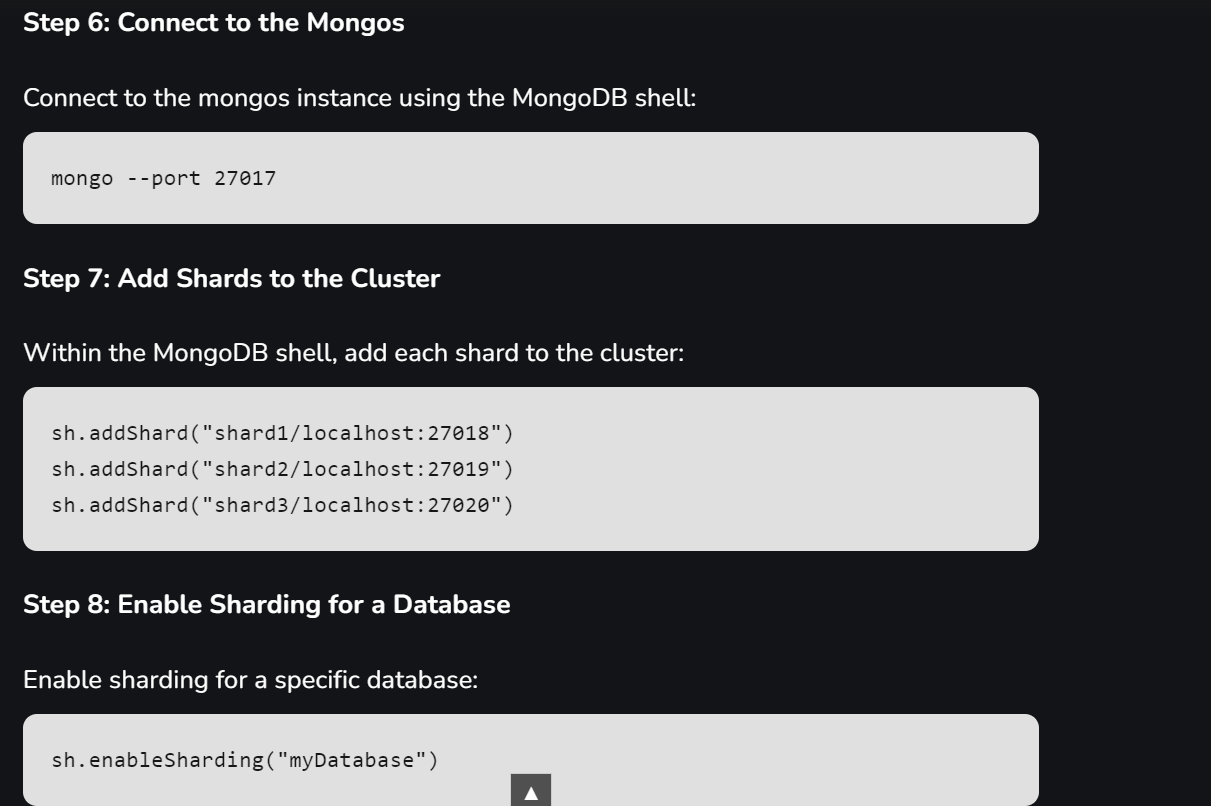 Step 6: Connect to the Mongos
Connect to the mongos instance using the MongoDB shell:
mongo --port 27017
Step 7: Add Shards to the Cluster
Within the MongoDB shell, add each shard to the cluster:
sh.addShard("shard1/localhost:27018")
sh.addShard("shard2/localhost:27019")
sh.addShard("shard3/localhost:27020")
Step 8: Enable Sharding for a Database
Enable sharding for a specific database:
sh.enableSharding("myDatabase")